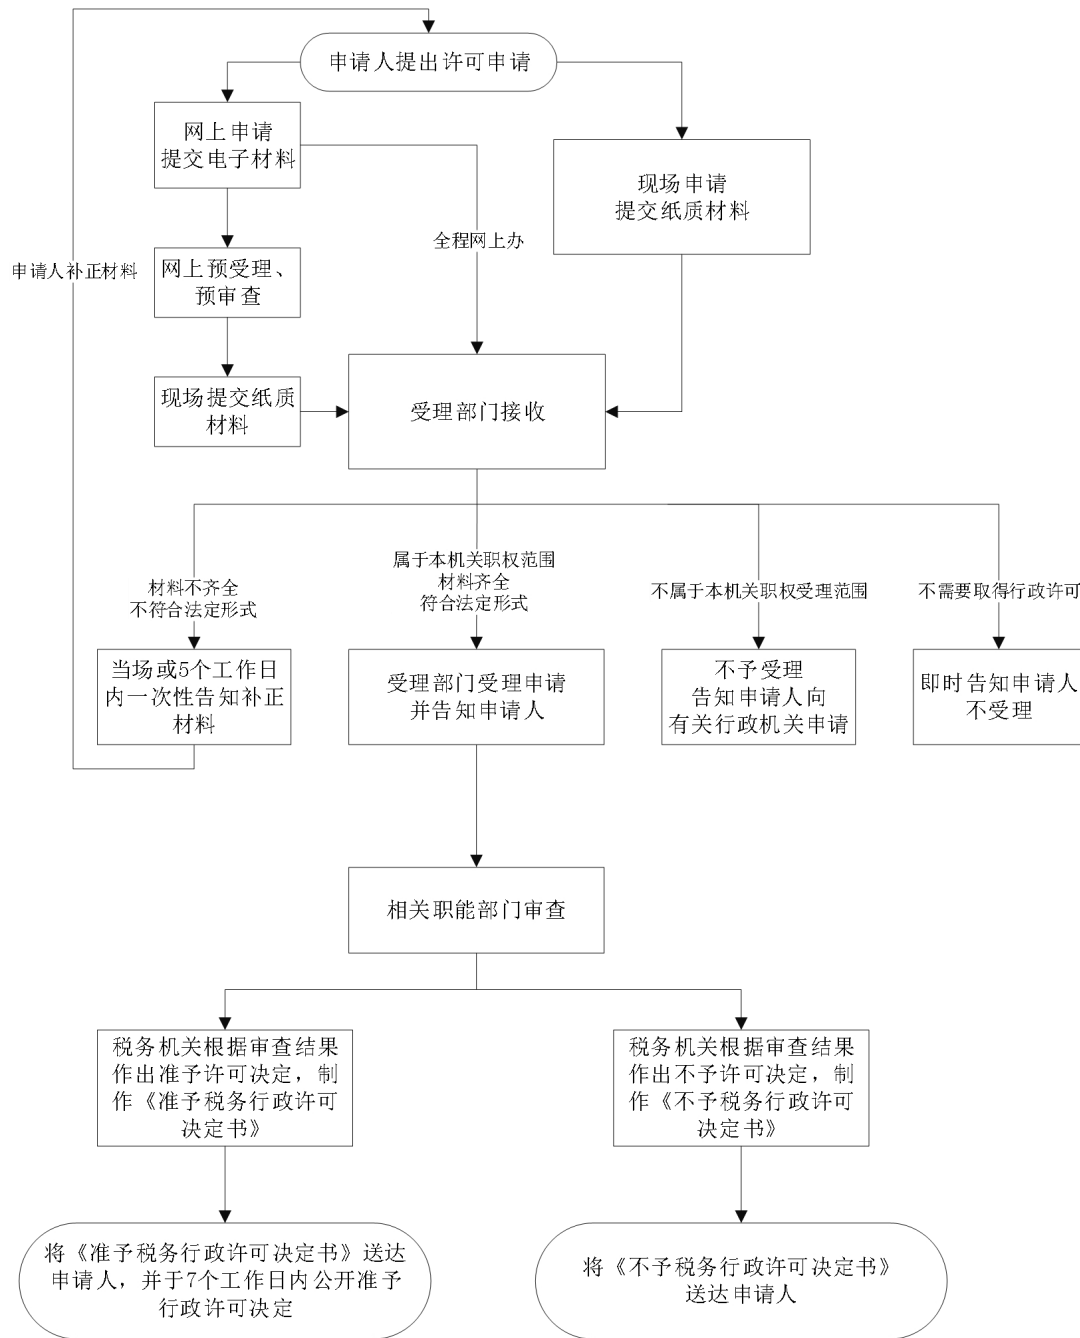 申请人提出许可申请
网上申请
提交电子材料
现场申请
提交纸质材料
全程网上办
申请人补正材料
网上预受理、
预审查
现场提交纸质
材料
受理部门接收
材料不齐全
不符合法定形式
属于本机关职权范围
材料齐全
符合法定形式
不属于本机关职权受理范围
不需要取得行政许可
当场或5个工作日
内一次性告知补正
材料
受理部门受理申请
并告知申请人
不予受理
告知申请人向
有关行政机关申请
即时告知申请人
不受理
相关职能部门审查
税务机关根据审查结果
作出准予许可决定，制
作《准予税务行政许可
决定书》
税务机关根据审查结果
作出不予许可决定，制
作《不予税务行政许可
决定书》
将《准予税务行政许可决定书》送达
申请人，并于7个工作日内公开准予
行政许可决定
将《不予税务行政许可决定书》
送达申请人